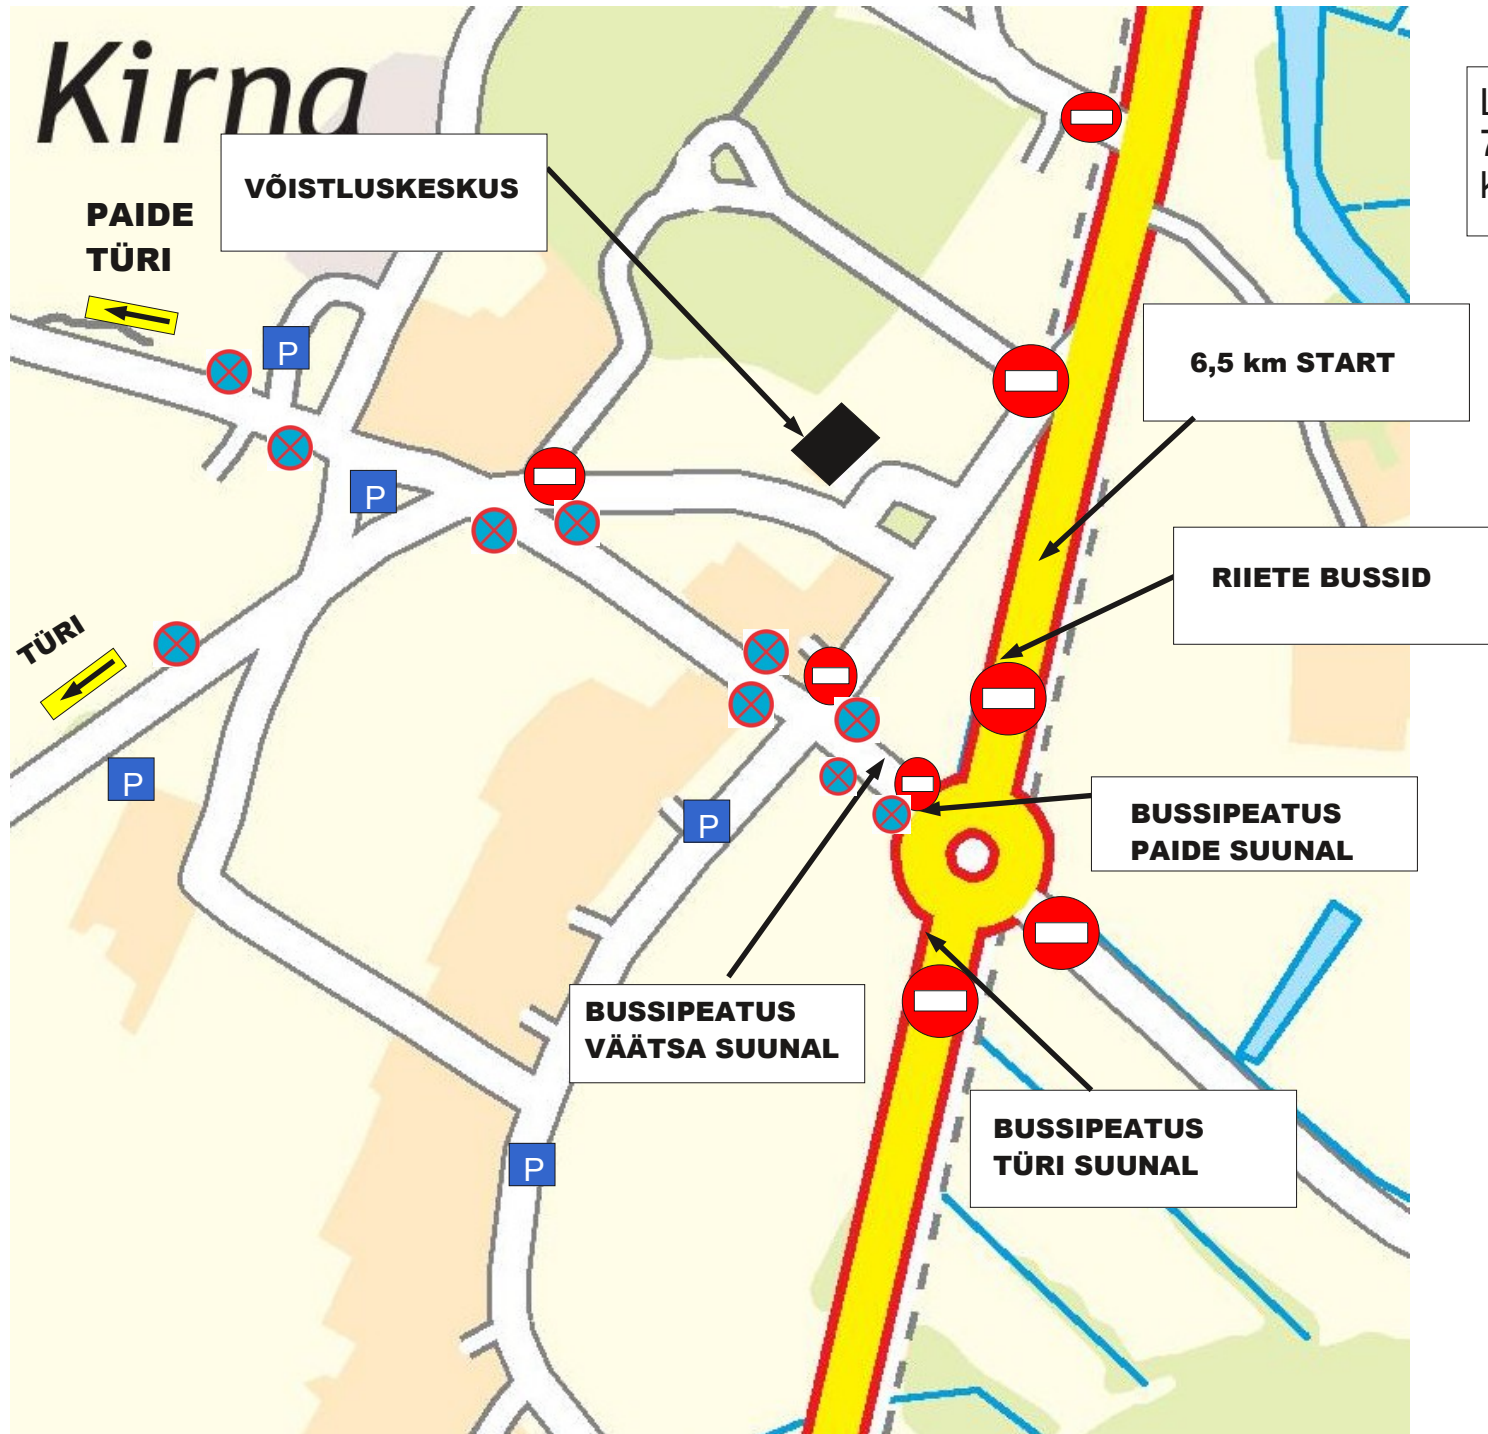 Kirna
VÕISTLUSKESKUS
PAIDE
TÜRI
6,5 km START
P
P
RIIETE BUSSID
TÜRI
P
P
BUSSIPEATUS
PAIDE SUUNAL
BUSSIPEATUS
VÄÄTSA SUUNAL
BUSSIPEATUS
TÜRI SUUNAL
P